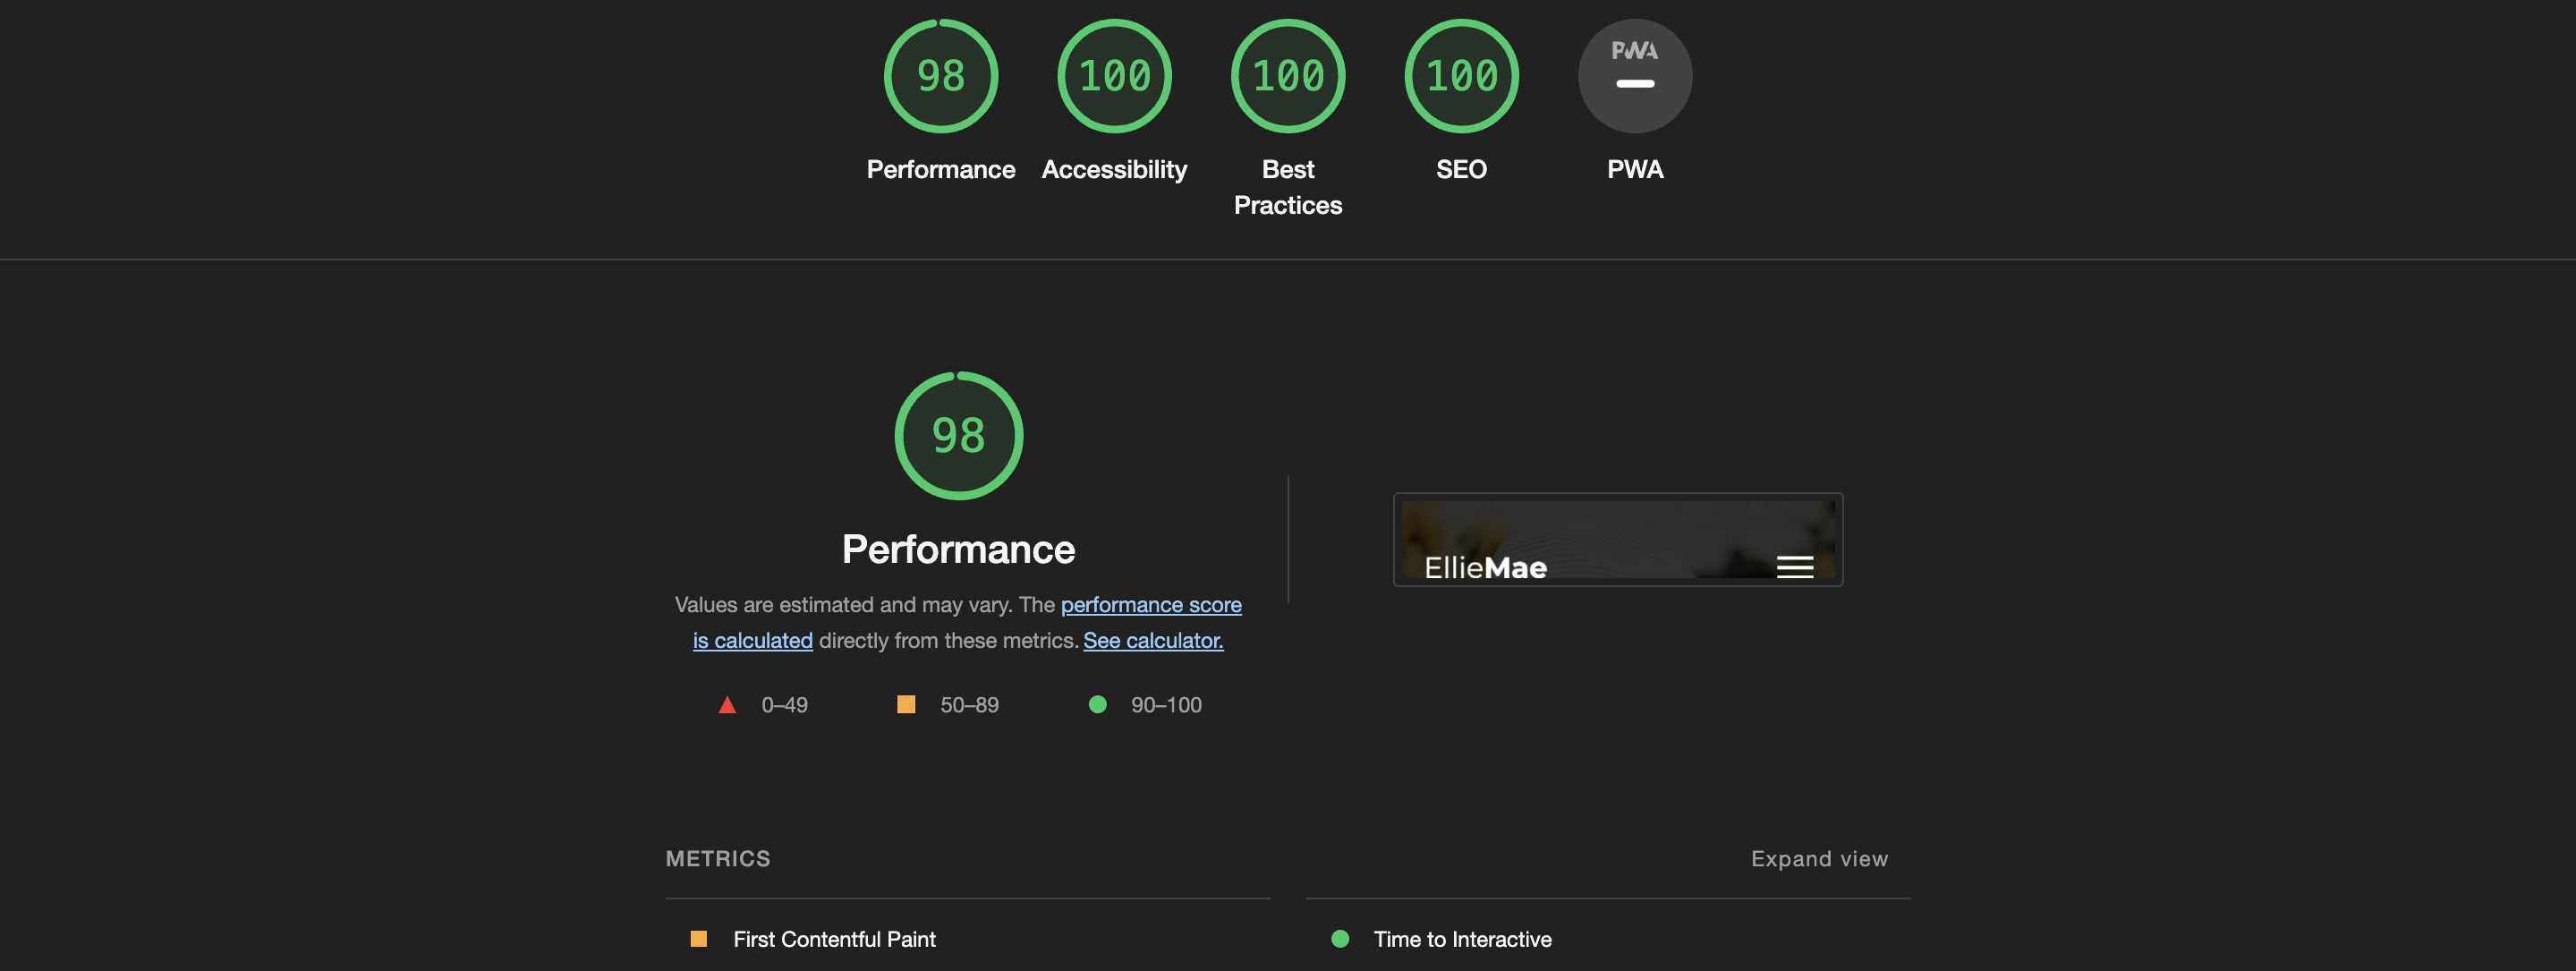 98
100
100
100
PWA
Performance
Accessibility
Best
Practices
SEO
PWA
98
Performance
Values are estimated and may vary. The performance score
is calculated directly from these metrics. See calculator.
0–49
50–89
90–100
EllieMae
METRICS
Expand view
First Contentful Paint
Time to Interactive